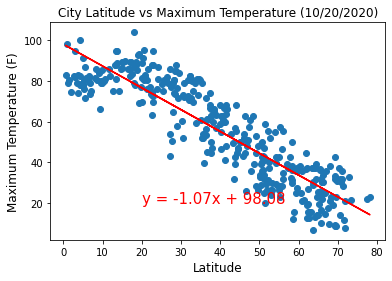 City Latitude vs Maximum Temperature (10/20/2020)
Maximum Temperature (F)
100
80
60
40
20
y = -1.07x + 98.08
0 10 20 30 40 50 60 70 80
Latitude